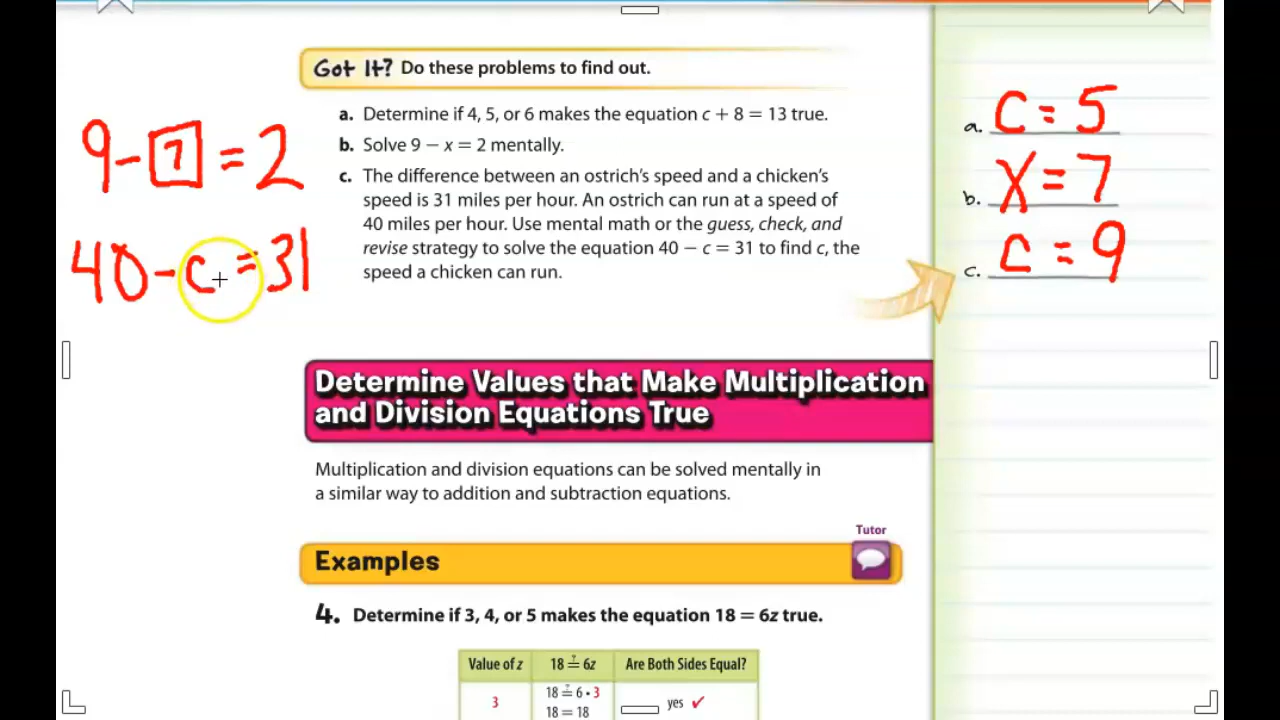 Got It? Do these problems to find out.
a. Determine if 4, 5, or 6 makes the equation c + 8 = 13 true.
b. Solve 9 − x = 2 mentally.
c. The difference between an ostrich's speed and a chicken's
speed is 31 miles per hour. An ostrich can run at a speed of
40 miles per hour. Use mental math or the guess, check, and
revise strategy to solve the equation 40 − c = 31 to find c, the
speed a chicken can run.
9 - 7 = 2
40 - c = 31
a. C = 5
b. X = 7
c. C = 9
Determine Values that Make Multiplication
and Division Equations True
Multiplication and division equations can be solved mentally in
a similar way to addition and subtraction equations.
Tutor
Examples
4. Determine if 3, 4, or 5 makes the equation 18 = 6z true.
Value of z 18 ≟ 6z Are Both Sides Equal?
3 18 ≟ 6 • 3 yes ✓
18 = 18